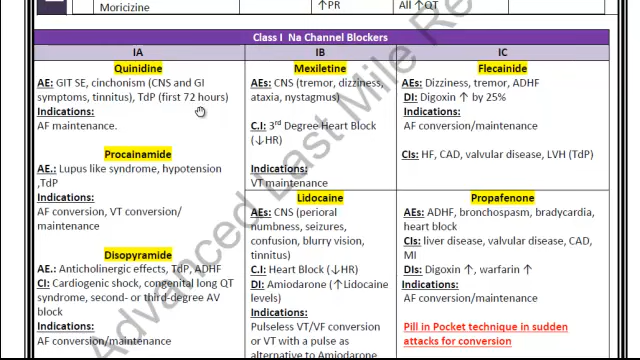 Moricizine
↑PR
All ↑QT
Class I Na Channel Blockers
IA
IB
IC
Quinidine
AE: GIT SE, cinchonism (CNS and GI
symptoms, tinnitus), TdP (first 72 hours)
Indications:
AF maintenance.
Procainamide
AE.: Lupus like syndrome, hypotension
,TdP
Indications:
AF conversion, VT conversion/
maintenance
Disopyramide
AE.: Anticholinergic effects, TdP, ADHF
CI: Cardiogenic shock, congenital long QT
syndrome, second- or third-degree AV
block
Indications:
AF conversion/maintenance
Mexiletine
AEs: CNS (tremor, dizziness,
ataxia, nystagmus)
C.I: 3rd Degree Heart Block
(↓HR)
Indications:
VT maintenance
Lidocaine
AEs: CNS (perioral
numbness, seizures,
confusion, blurry vision,
tinnitus)
C.I: Heart Block (↓HR)
DI: Amiodarone (↑Lidocaine
levels)
Indications:
Pulseless VT/VF conversion
or VT with a pulse as
alternative to Amiodarone
Flecainide
AEs: Dizziness, tremor, ADHF
DI: Digoxin ↑ by 25%
Indications:
AF conversion/maintenance
CIs: HF, CAD, valvular disease, LVH (TdP)
Propafenone
AEs: ADHF, bronchospasm, bradycardia,
heart block
CIs: liver disease, valvular disease, CAD,
MI
DIs: Digoxin ↑, warfarin ↑
Indications:
AF conversion/maintenance
Pill in Pocket technique in sudden
attacks for conversion
Advanced Last Mile Re